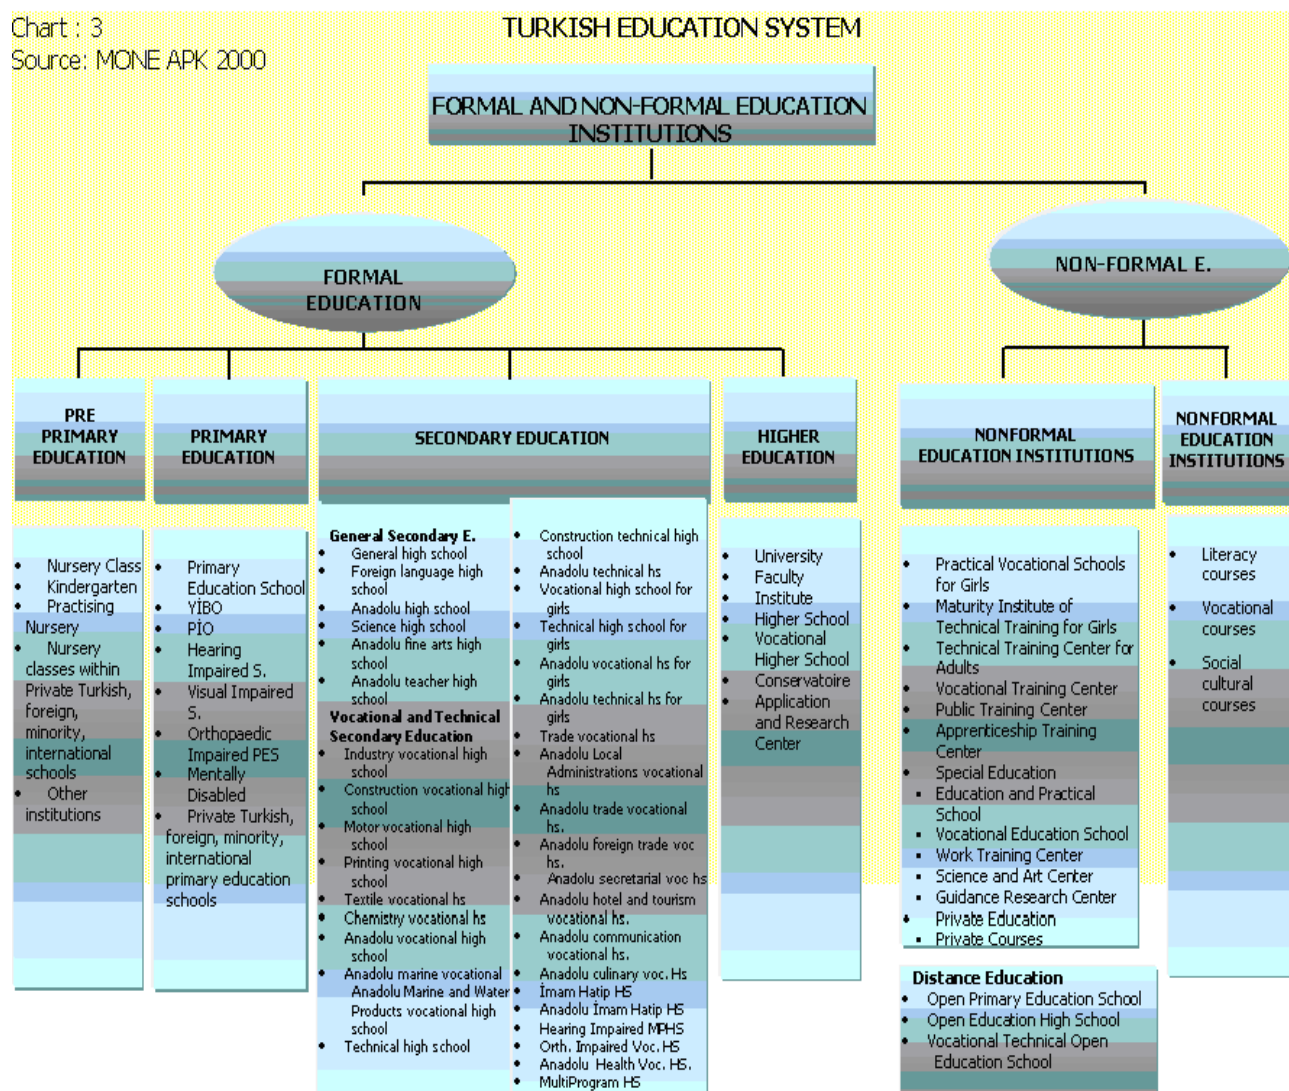 Chart : 3
Source: MONE APK 2000
TURKISH EDUCATION SYSTEM
FORMAL AND NON-FORMAL EDUCATION
INSTITUTIONS
FORMAL
EDUCATION
NON-FORMAL E.
PRE
PRIMARY
EDUCATION
PRIMARY
EDUCATION
SECONDARY EDUCATION
HIGHER
EDUCATION
NONFORMAL
EDUCATION INSTITUTIONS
NONFORMAL
EDUCATION
INSTITUTIONS
• Nursery Class
• Kindergarten
• Practising
Nursery
• Nursery
classes within
Private Turkish,
foreign,
minority,
international
schools
• Other
institutions
• Primary
Education School
• YİBO
• PİO
• Hearing
Impaired S.
• Visual Impaired
S.
• Orthopaedic
Impaired PES
• Mentally
Disabled
• Private Turkish,
foreign, minority,
international
primary education
schools
General Secondary E.
• General high school
• Foreign language high
school
• Anadolu high school
• Science high school
• Anadolu fine arts high
school
• Anadolu teacher high
school
Vocational and Technical
Secondary Education
• Industry vocational high
school
• Construction vocational high
school
• Motor vocational high
school
• Printing vocational high
school
• Textile vocational hs
• Chemistry vocational hs
• Anadolu vocational high
school
• Anadolu marine vocational
Anadolu Marine and Water
Products vocational high
school
• Technical high school
• Construction technical high
school
• Anadolu technical hs
• Vocational high school for
girls
• Technical high school for
girls
• Anadolu vocational hs for
girls
• Anadolu technical hs for
girls
• Trade vocational hs
• Anadolu Local
Administrations vocational
hs
• Anadolu trade vocational
hs.
• Anadolu foreign trade voc
hs.
• Anadolu secretarial voc hs
• Anadolu hotel and tourism
vocational hs.
• Anadolu communication
vocational hs.
• Anadolu culinary voc. Hs
• İmam Hatip HS
• Anadolu İmam Hatip HS
• Hearing Impaired MPHS
• Orth. Impaired Voc. HS
• Anadolu Health Voc. HS.
• MultiProgram HS
• University
• Faculty
• Institute
• Higher School
• Vocational
Higher School
• Conservatoire
• Application
and Research
Center
• Practical Vocational Schools
for Girls
• Maturity Institute of
Technical Training for Girls
• Technical Training Center for
Adults
• Vocational Training Center
• Public Training Center
• Apprenticeship Training
Center
• Special Education
▪ Education and Practical
School
▪ Vocational Education School
▪ Work Training Center
▪ Science and Art Center
▪ Guidance Research Center
• Private Education
▪ Private Courses
• Literacy
courses
• Vocational
courses
• Social
cultural
courses
Distance Education
• Open Primary Education School
• Open Education High School
• Vocational Technical Open
Education School